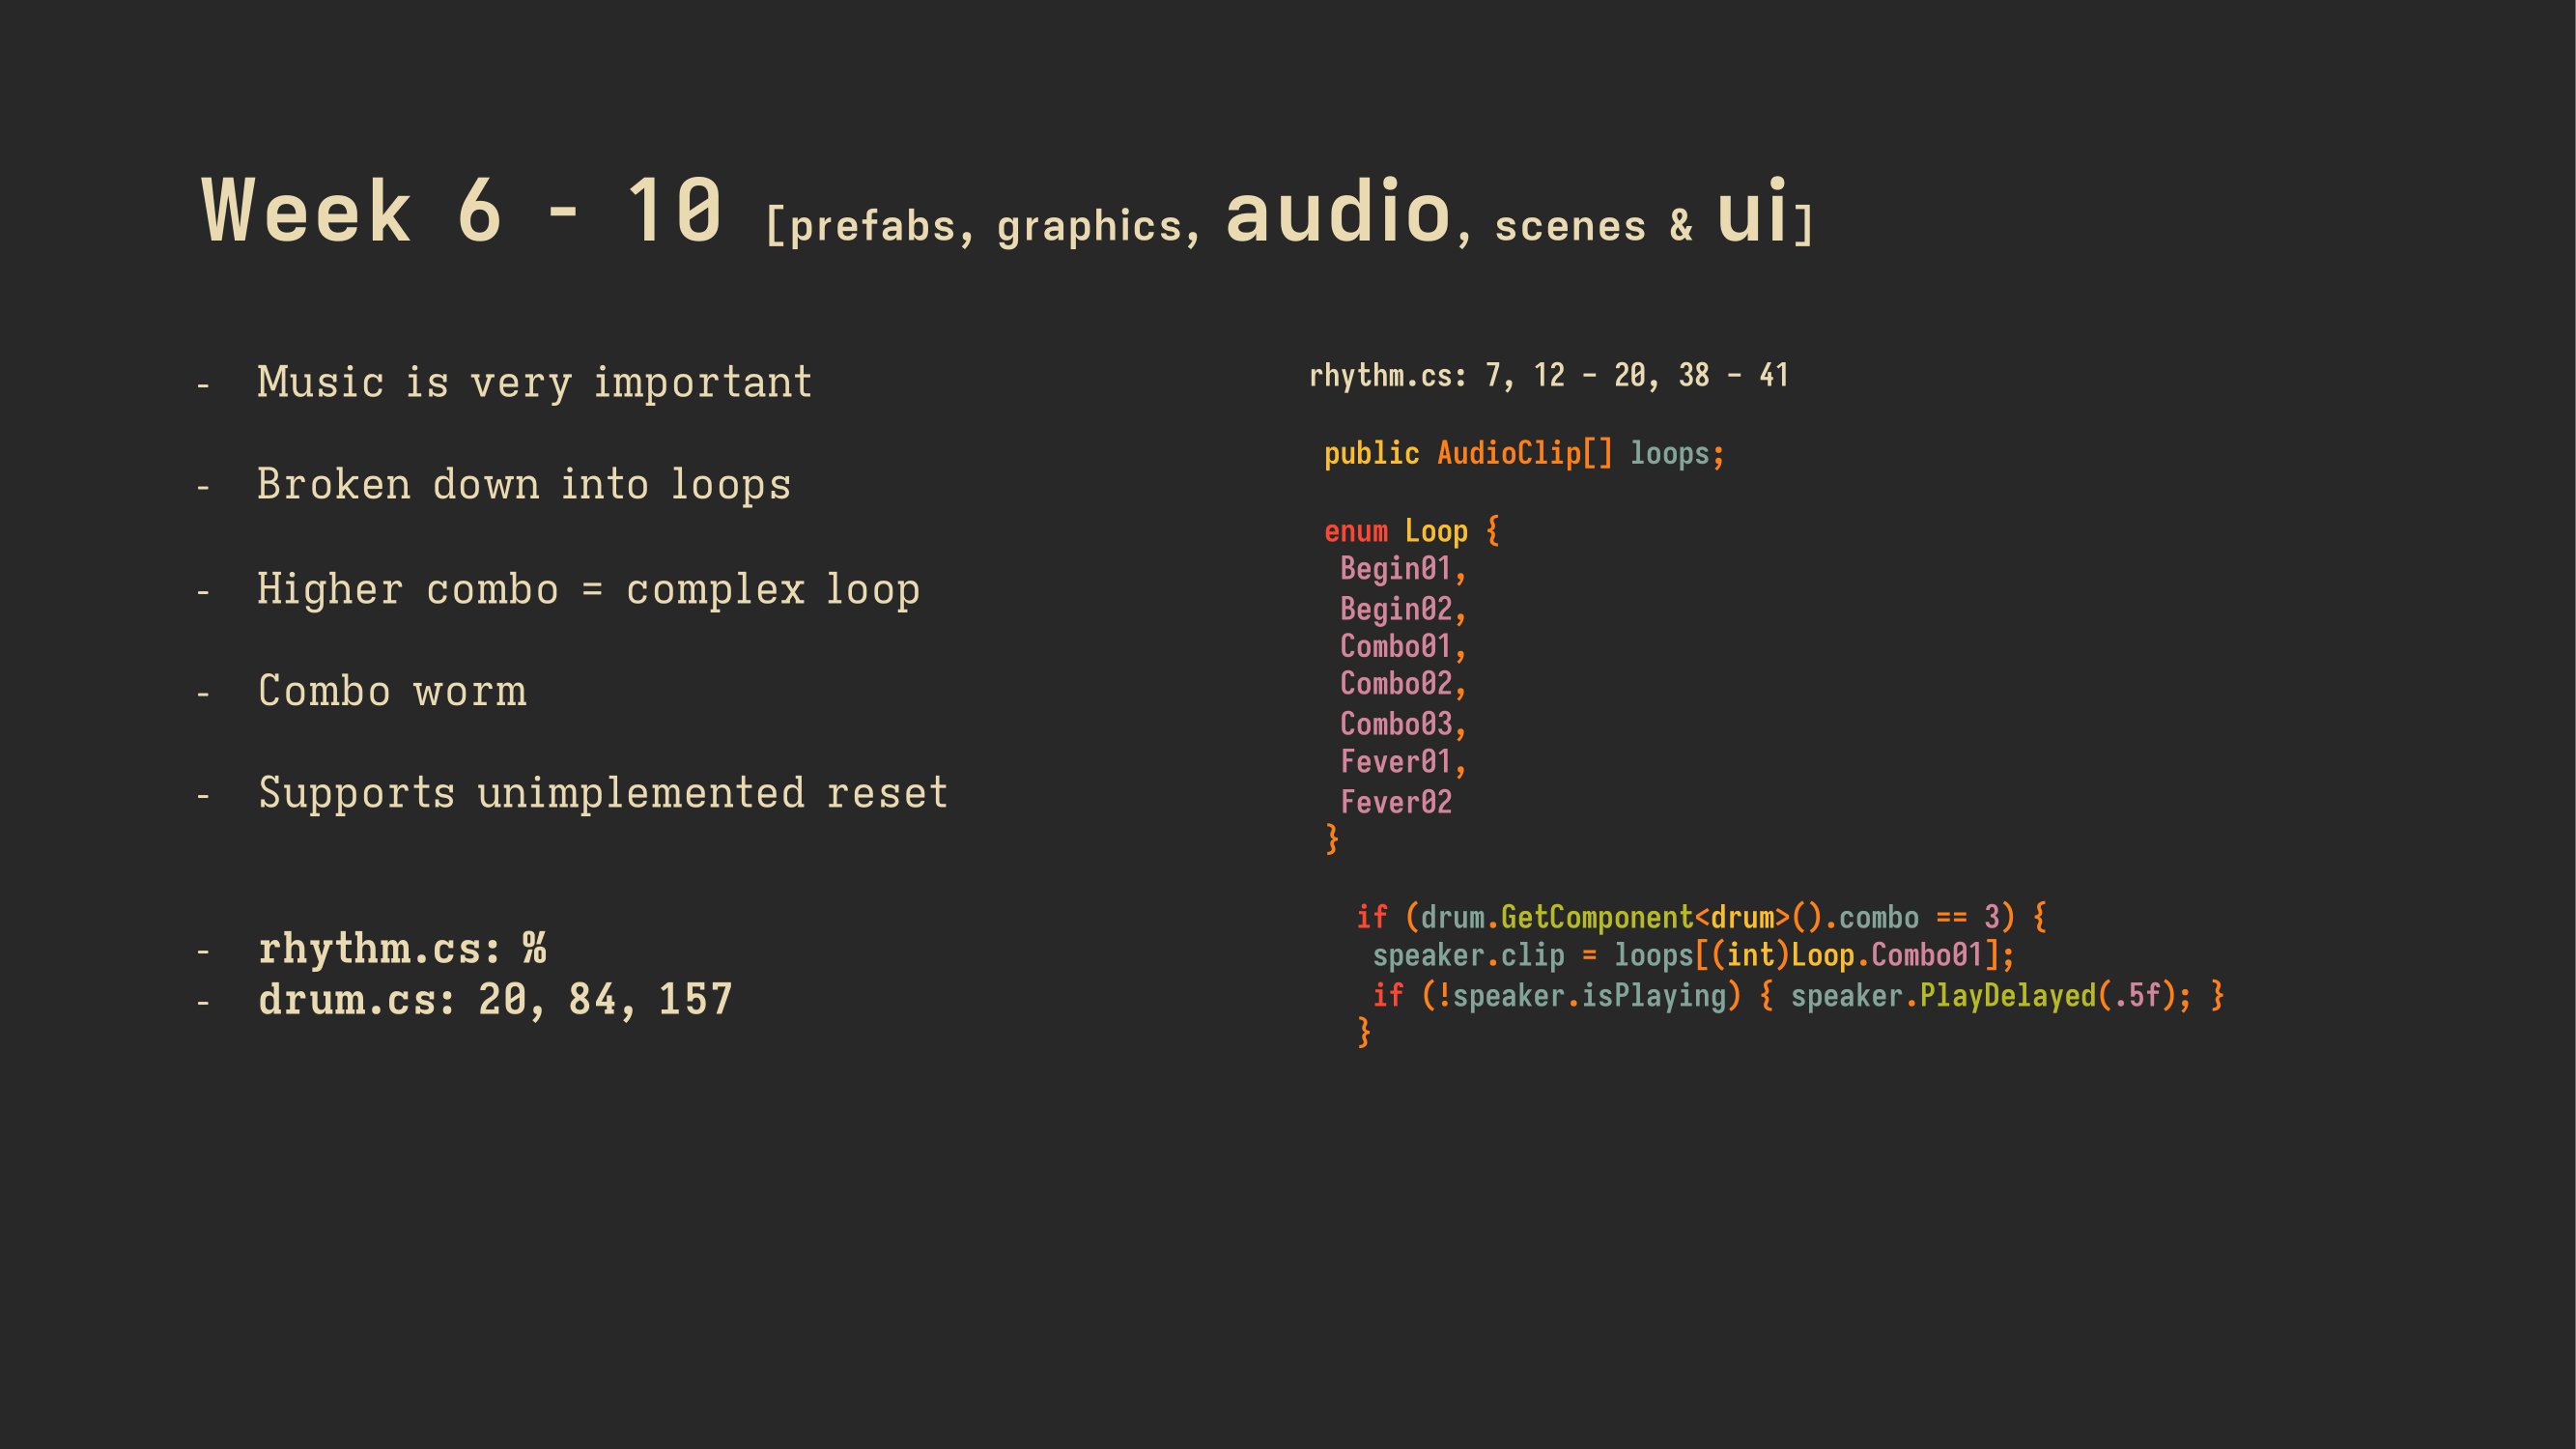 Week 6 - 10 [prefabs, graphics, audio, scenes & ui]
- Music is very important
- Broken down into loops
- Higher combo = complex loop
- Combo worm
- Supports unimplemented reset
- rhythm.cs: %
- drum.cs: 20, 84, 157
rhythm.cs: 7, 12 - 20, 38 - 41
public AudioClip[] loops;
enum Loop {
Begin01,
Begin02,
Combo01,
Combo02,
Combo03,
Fever01,
Fever02
}
if (drum.GetComponent<drum>().combo == 3) {
speaker.clip = loops[(int)Loop.Combo01];
if (!speaker.isPlaying) { speaker.PlayDelayed(.5f); }
}